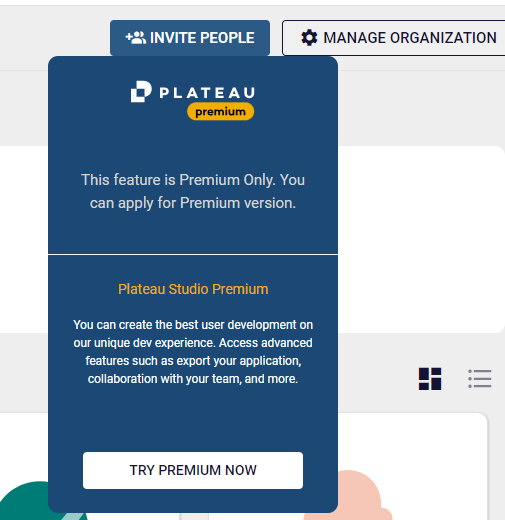 INVITE PEOPLE
MANAGE ORGANIZATION
PLATEAU
premium
This feature is Premium Only. You
can apply for Premium version.
Plateau Studio Premium
You can create the best user development on
our unique dev experience. Access advanced
features such as export your application,
collaboration with your team, and more.
TRY PREMIUM NOW